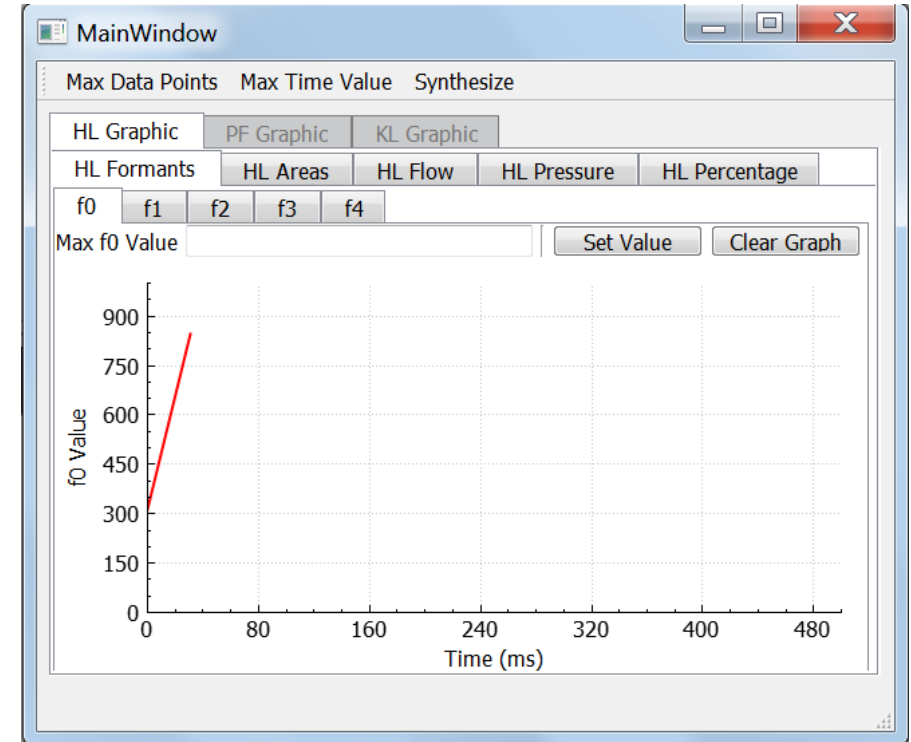 MainWindow
Max Data Points Max Time Value Synthesize
HL Graphic PF Graphic KL Graphic
HL Formants HL Areas HL Flow HL Pressure HL Percentage
f0 f1 f2 f3 f4
Max f0 Value Set Value Clear Graph
900
750
600
450
300
150
0
f0 Value
0 80 160 240 320 400 480
Time (ms)